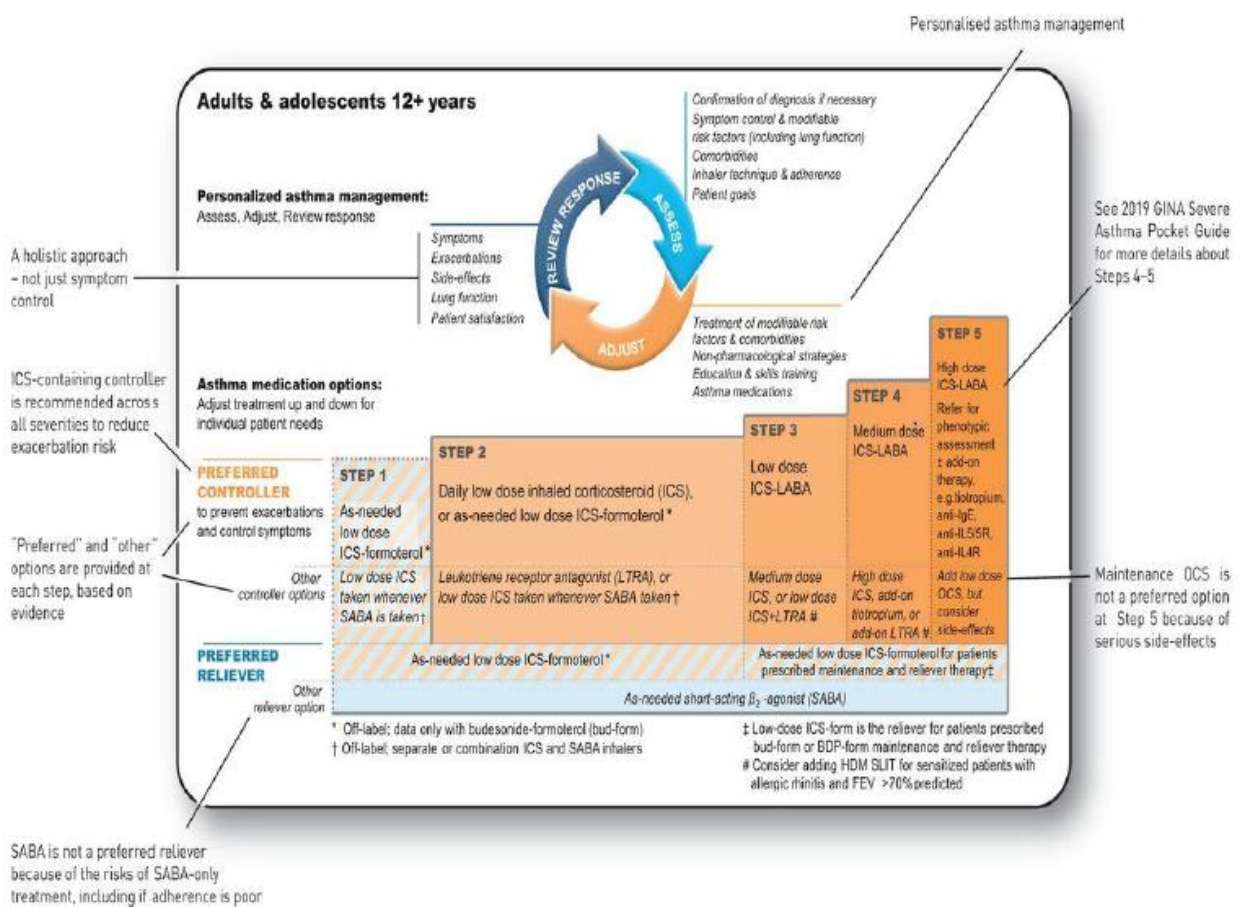 Personalised asthma management
Adults & adolescents 12+ years
Confirmation of diagnosis if necessary
Symptom control & modifiable
risk factors (including lung function)
Comorbidities
Inhaler technique & adherence
Patient goals
Personalized asthma management:
Assess, Adjust, Review response
REVIEW RESPONSE
ASSESS
ADJUST
Symptoms
Exacerbations
Side-effects
Lung function
Patient satisfaction
A holistic approach
– not just symptom
control
See 2019 GINA Severe
Asthma Pocket Guide
for more details about
Steps 4–5
Treatment of modifiable risk
factors & comorbidities
Non-pharmacological strategies
Education & skills training
Asthma medications
Asthma medication options:
Adjust treatment up and down for
individual patient needs
ICS-containing controller
is recommended across
all severities to reduce
exacerbation risk
PREFERRED
CONTROLLER
to prevent exacerbations
and control symptoms
STEP 1
As-needed
low dose
ICS-formoterol *
STEP 2
Daily low dose inhaled corticosteroid (ICS),
or as-needed low dose ICS-formoterol *
STEP 3
Low dose
ICS-LABA
STEP 4
Medium dose
ICS-LABA
STEP 5
High dose
ICS-LABA
Refer for
phenotypic
assessment
‡ add-on
therapy,
e.g.tiotropium,
anti-IgE,
anti-IL5/5R,
anti-IL4R
"Preferred" and "other"
options are provided at
each step, based on
evidence
Other
controller options
Low dose ICS
taken whenever
SABA is taken†
Leukotriene receptor antagonist (LTRA), or
low dose ICS taken whenever SABA taken †
Medium dose
ICS, or low dose
ICS+LTRA #
High dose
ICS, add-on
tiotropium, or
add-on LTRA #
Add low dose
OCS, but
consider
side-effects
Maintenance OCS is
not a preferred option
at Step 5 because of
serious side-effects
PREFERRED
RELIEVER
As-needed low dose ICS-formoterol *
As-needed low dose ICS-formoterol for patients
prescribed maintenance and reliever therapy‡
Other
reliever option
As-needed short-acting β2 -agonist (SABA)
* Off-label; data only with budesonide-formoterol (bud-form)
† Off-label; separate or combination ICS and SABA inhalers
‡ Low-dose ICS-form is the reliever for patients prescribed
bud-form or BDP-form maintenance and reliever therapy
# Consider adding HDM SLIT for sensitized patients with
allergic rhinitis and FEV >70% predicted
SABA is not a preferred reliever
because of the risks of SABA-only
treatment, including if adherence is poor